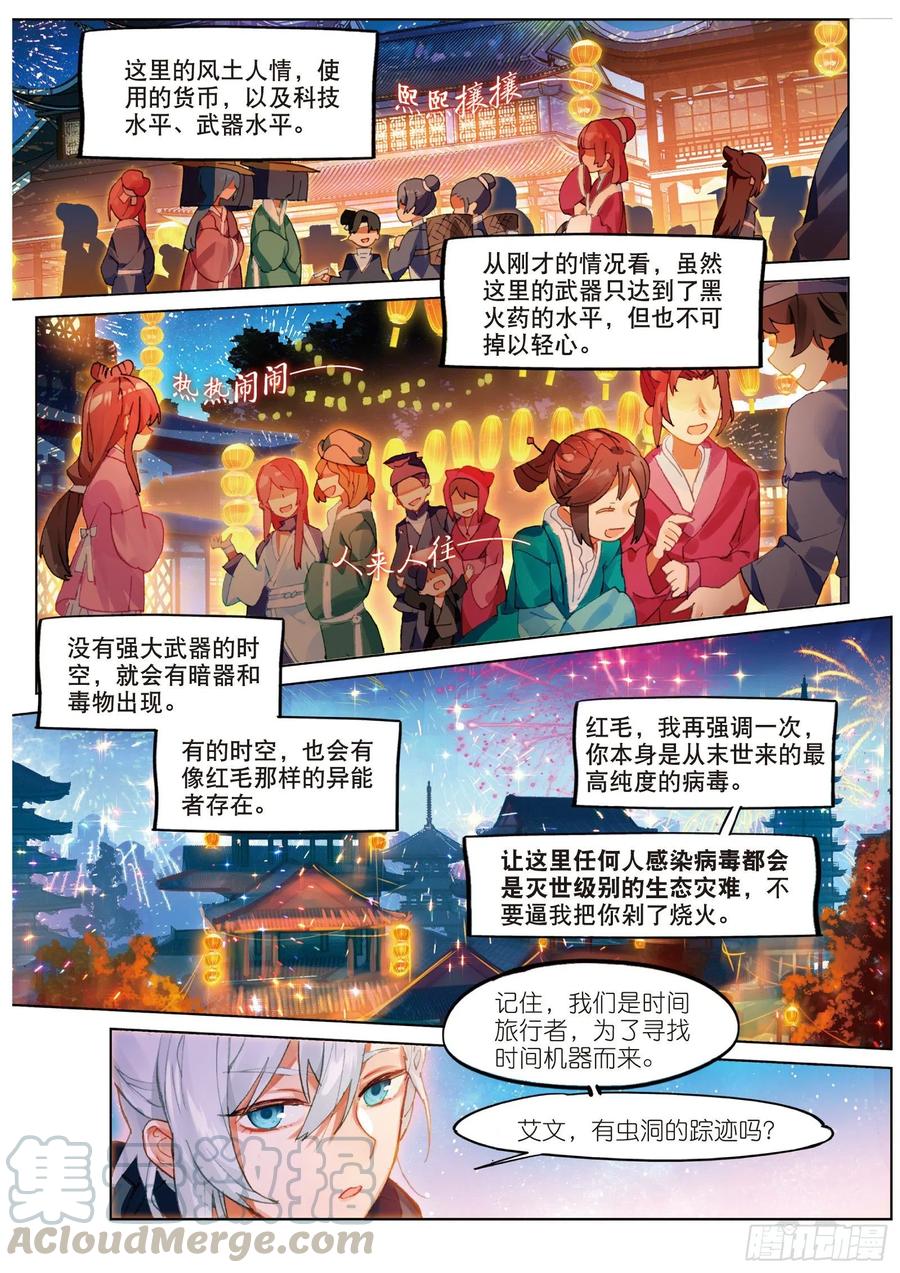 这里的风土人情，使
用的货币，以及科技
水平、武器水平。
熙熙攘攘
从刚才的情况看，虽然
这里的武器只达到了黑
火药的水平，但也不可
掉以轻心。
热热闹闹
人来人往
没有强大武器的时
空，就会有暗器和
毒物出现。
有的时空，也会有
像红毛那样的异能
者存在。
红毛，我再强调一次，
你本身是从末世来的最
高纯度的病毒。
让这里任何人感染病毒都会
是灭世级别的生态灾难，不
要逼我把你剁了烧火。
记住，我们是时间
旅行者，为了寻找
时间机器而来。
艾文，有虫洞的踪迹吗？
集云数据
ACloudMerge.com
腾讯动漫